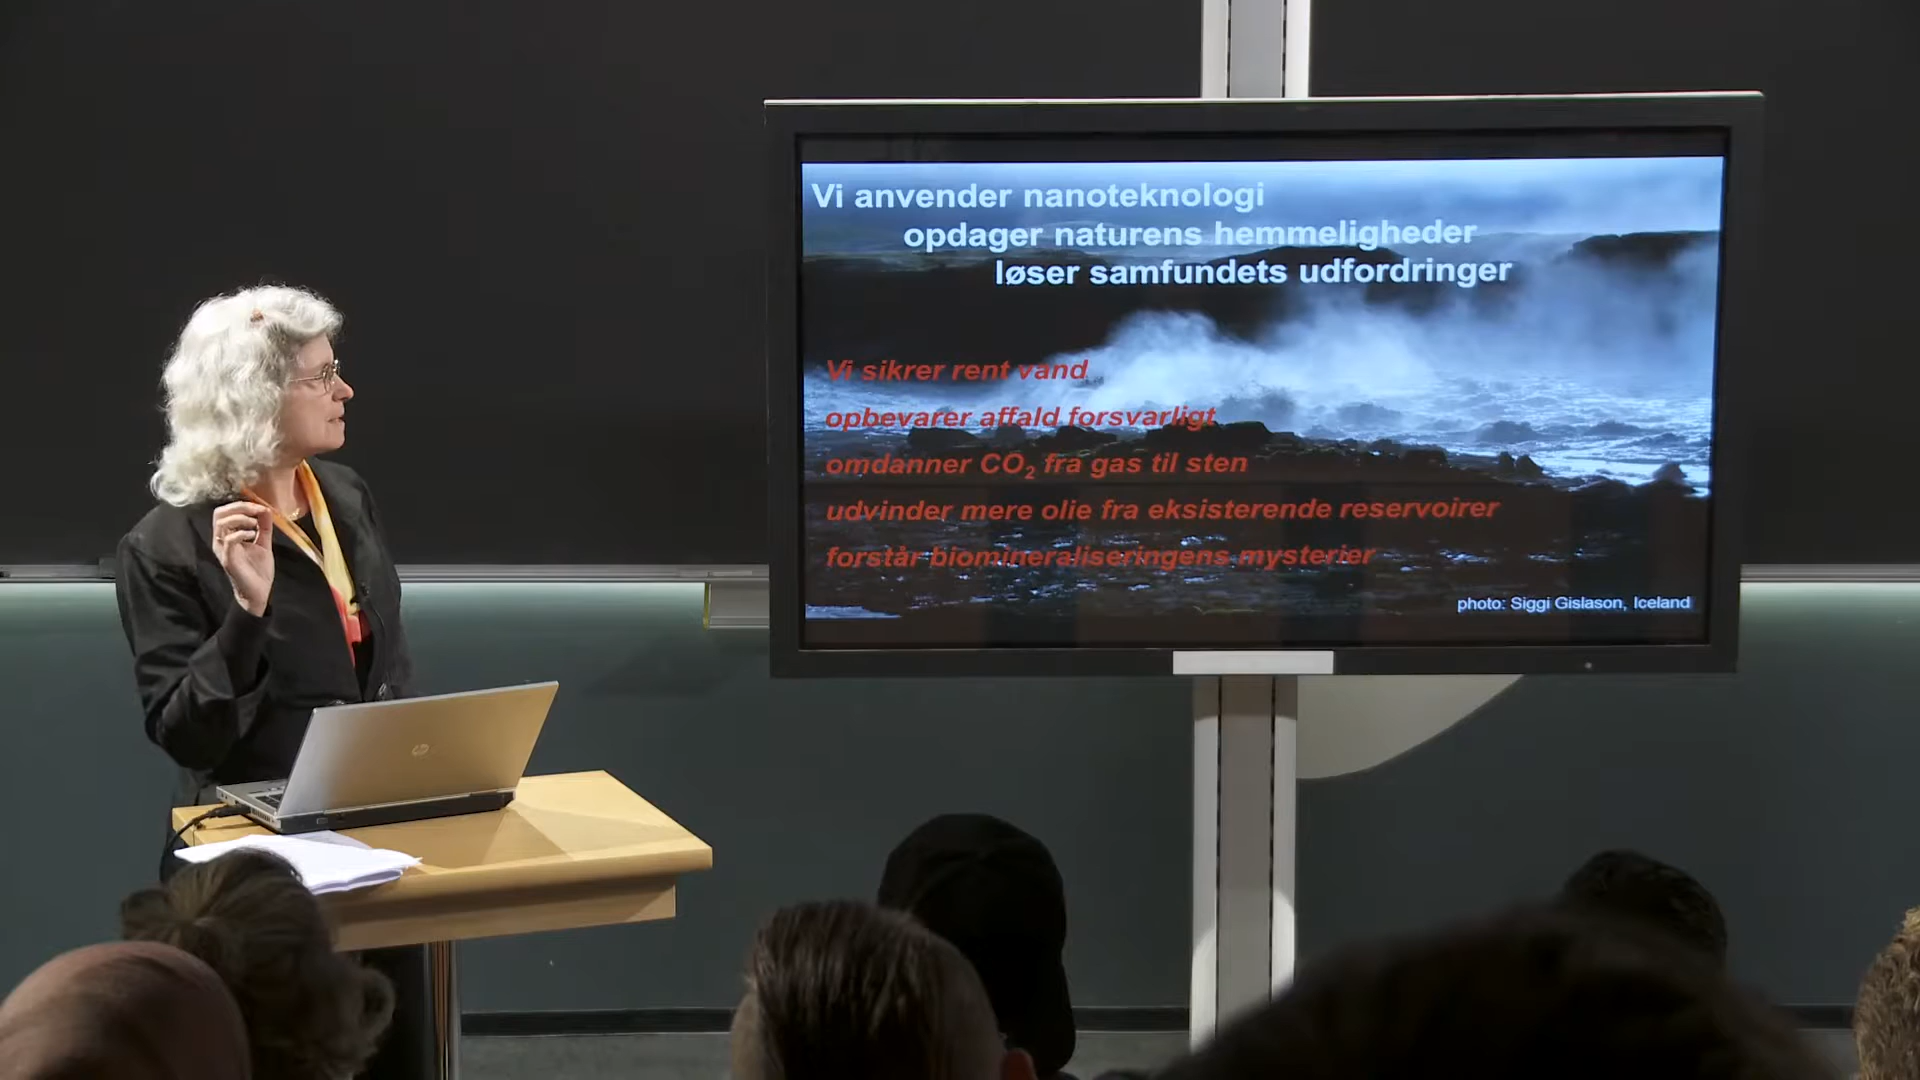 Vi anvender nanoteknologi
opdager naturens hemmeligheder
løser samfundets udfordringer
Vi sikrer rent vand
opbevarer affald forsvarligt
omdanner CO₂ fra gas til sten
udvinder mere olie fra eksisterende reservoirer
forstår biomineraliseringens mysterier
photo: Siggi Gislason, Iceland
hp